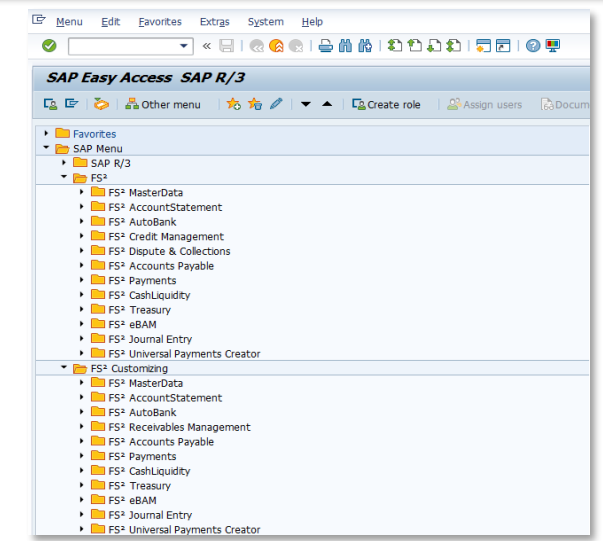 Menu Edit Favorites Extras System Help
SAP Easy Access SAP R/3
Other menu Create role Assign users Docum
Favorites
SAP Menu
SAP R/3
FS²
FS² MasterData
FS² AccountStatement
FS² AutoBank
FS² Credit Management
FS² Dispute & Collections
FS² Accounts Payable
FS² Payments
FS² CashLiquidity
FS² Treasury
FS² eBAM
FS² Journal Entry
FS² Universal Payments Creator
FS² Customizing
FS² MasterData
FS² AccountStatement
FS² AutoBank
FS² Receivables Management
FS² Accounts Payable
FS² Payments
FS² CashLiquidity
FS² Treasury
FS² eBAM
FS² Journal Entry
FS² Universal Payments Creator